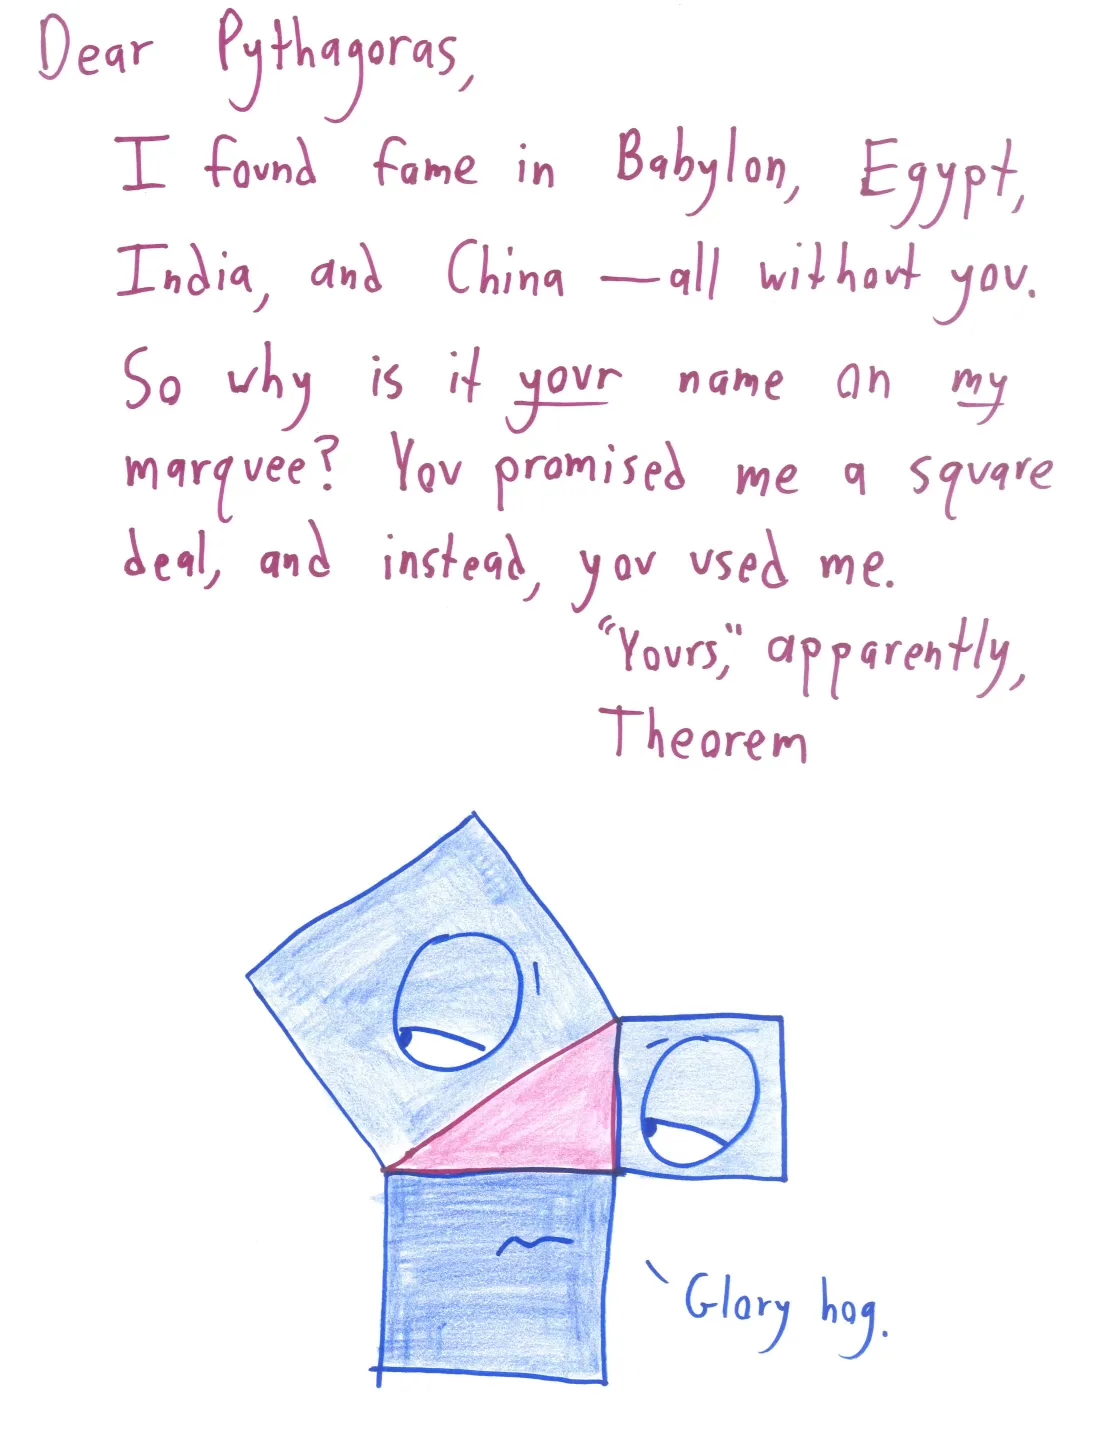 Dear Pythagoras,
I found fame in Babylon, Egypt,
India, and China — all without you.
So why is it your name on my
marquee? You promised me a square
deal, and instead, you used me.
"Yours," apparently,
Theorem
Glory hog.